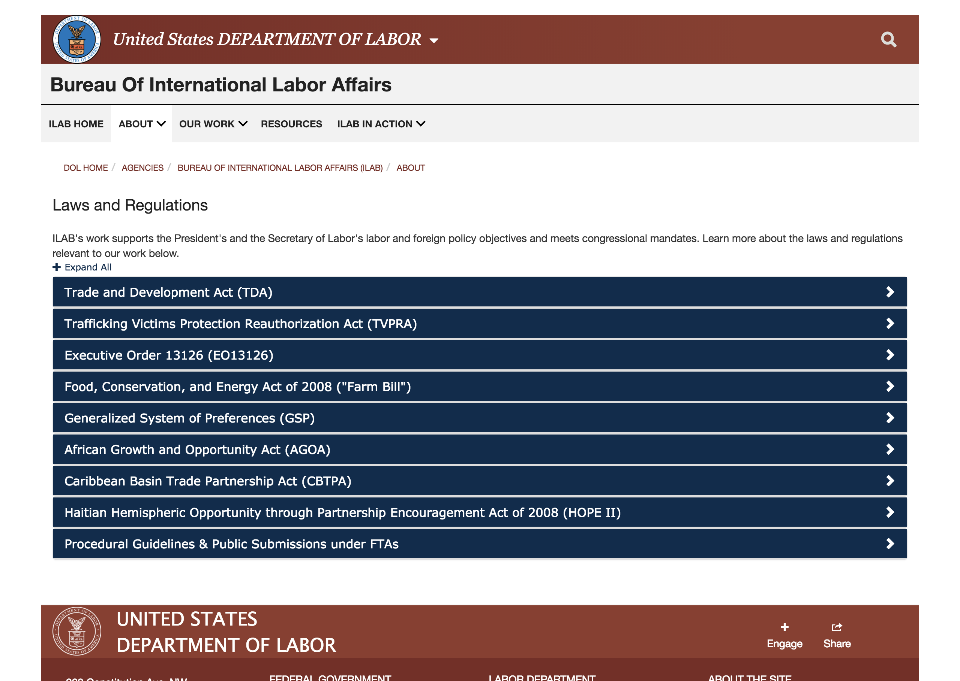 United States DEPARTMENT OF LABOR
Bureau Of International Labor Affairs
ILAB HOME ABOUT OUR WORK RESOURCES ILAB IN ACTION
DOL HOME / AGENCIES / BUREAU OF INTERNATIONAL LABOR AFFAIRS (ILAB) / ABOUT
Laws and Regulations
ILAB's work supports the President's and the Secretary of Labor's labor and foreign policy objectives and meets congressional mandates. Learn more about the laws and regulations
relevant to our work below.
+ Expand All
Trade and Development Act (TDA)
Trafficking Victims Protection Reauthorization Act (TVPRA)
Executive Order 13126 (EO13126)
Food, Conservation, and Energy Act of 2008 ("Farm Bill")
Generalized System of Preferences (GSP)
African Growth and Opportunity Act (AGOA)
Caribbean Basin Trade Partnership Act (CBTPA)
Haitian Hemispheric Opportunity through Partnership Encouragement Act of 2008 (HOPE II)
Procedural Guidelines & Public Submissions under FTAs
UNITED STATES
DEPARTMENT OF LABOR
Engage Share
FEDERAL GOVERNMENT LABOR DEPARTMENT ABOUT THE SITE